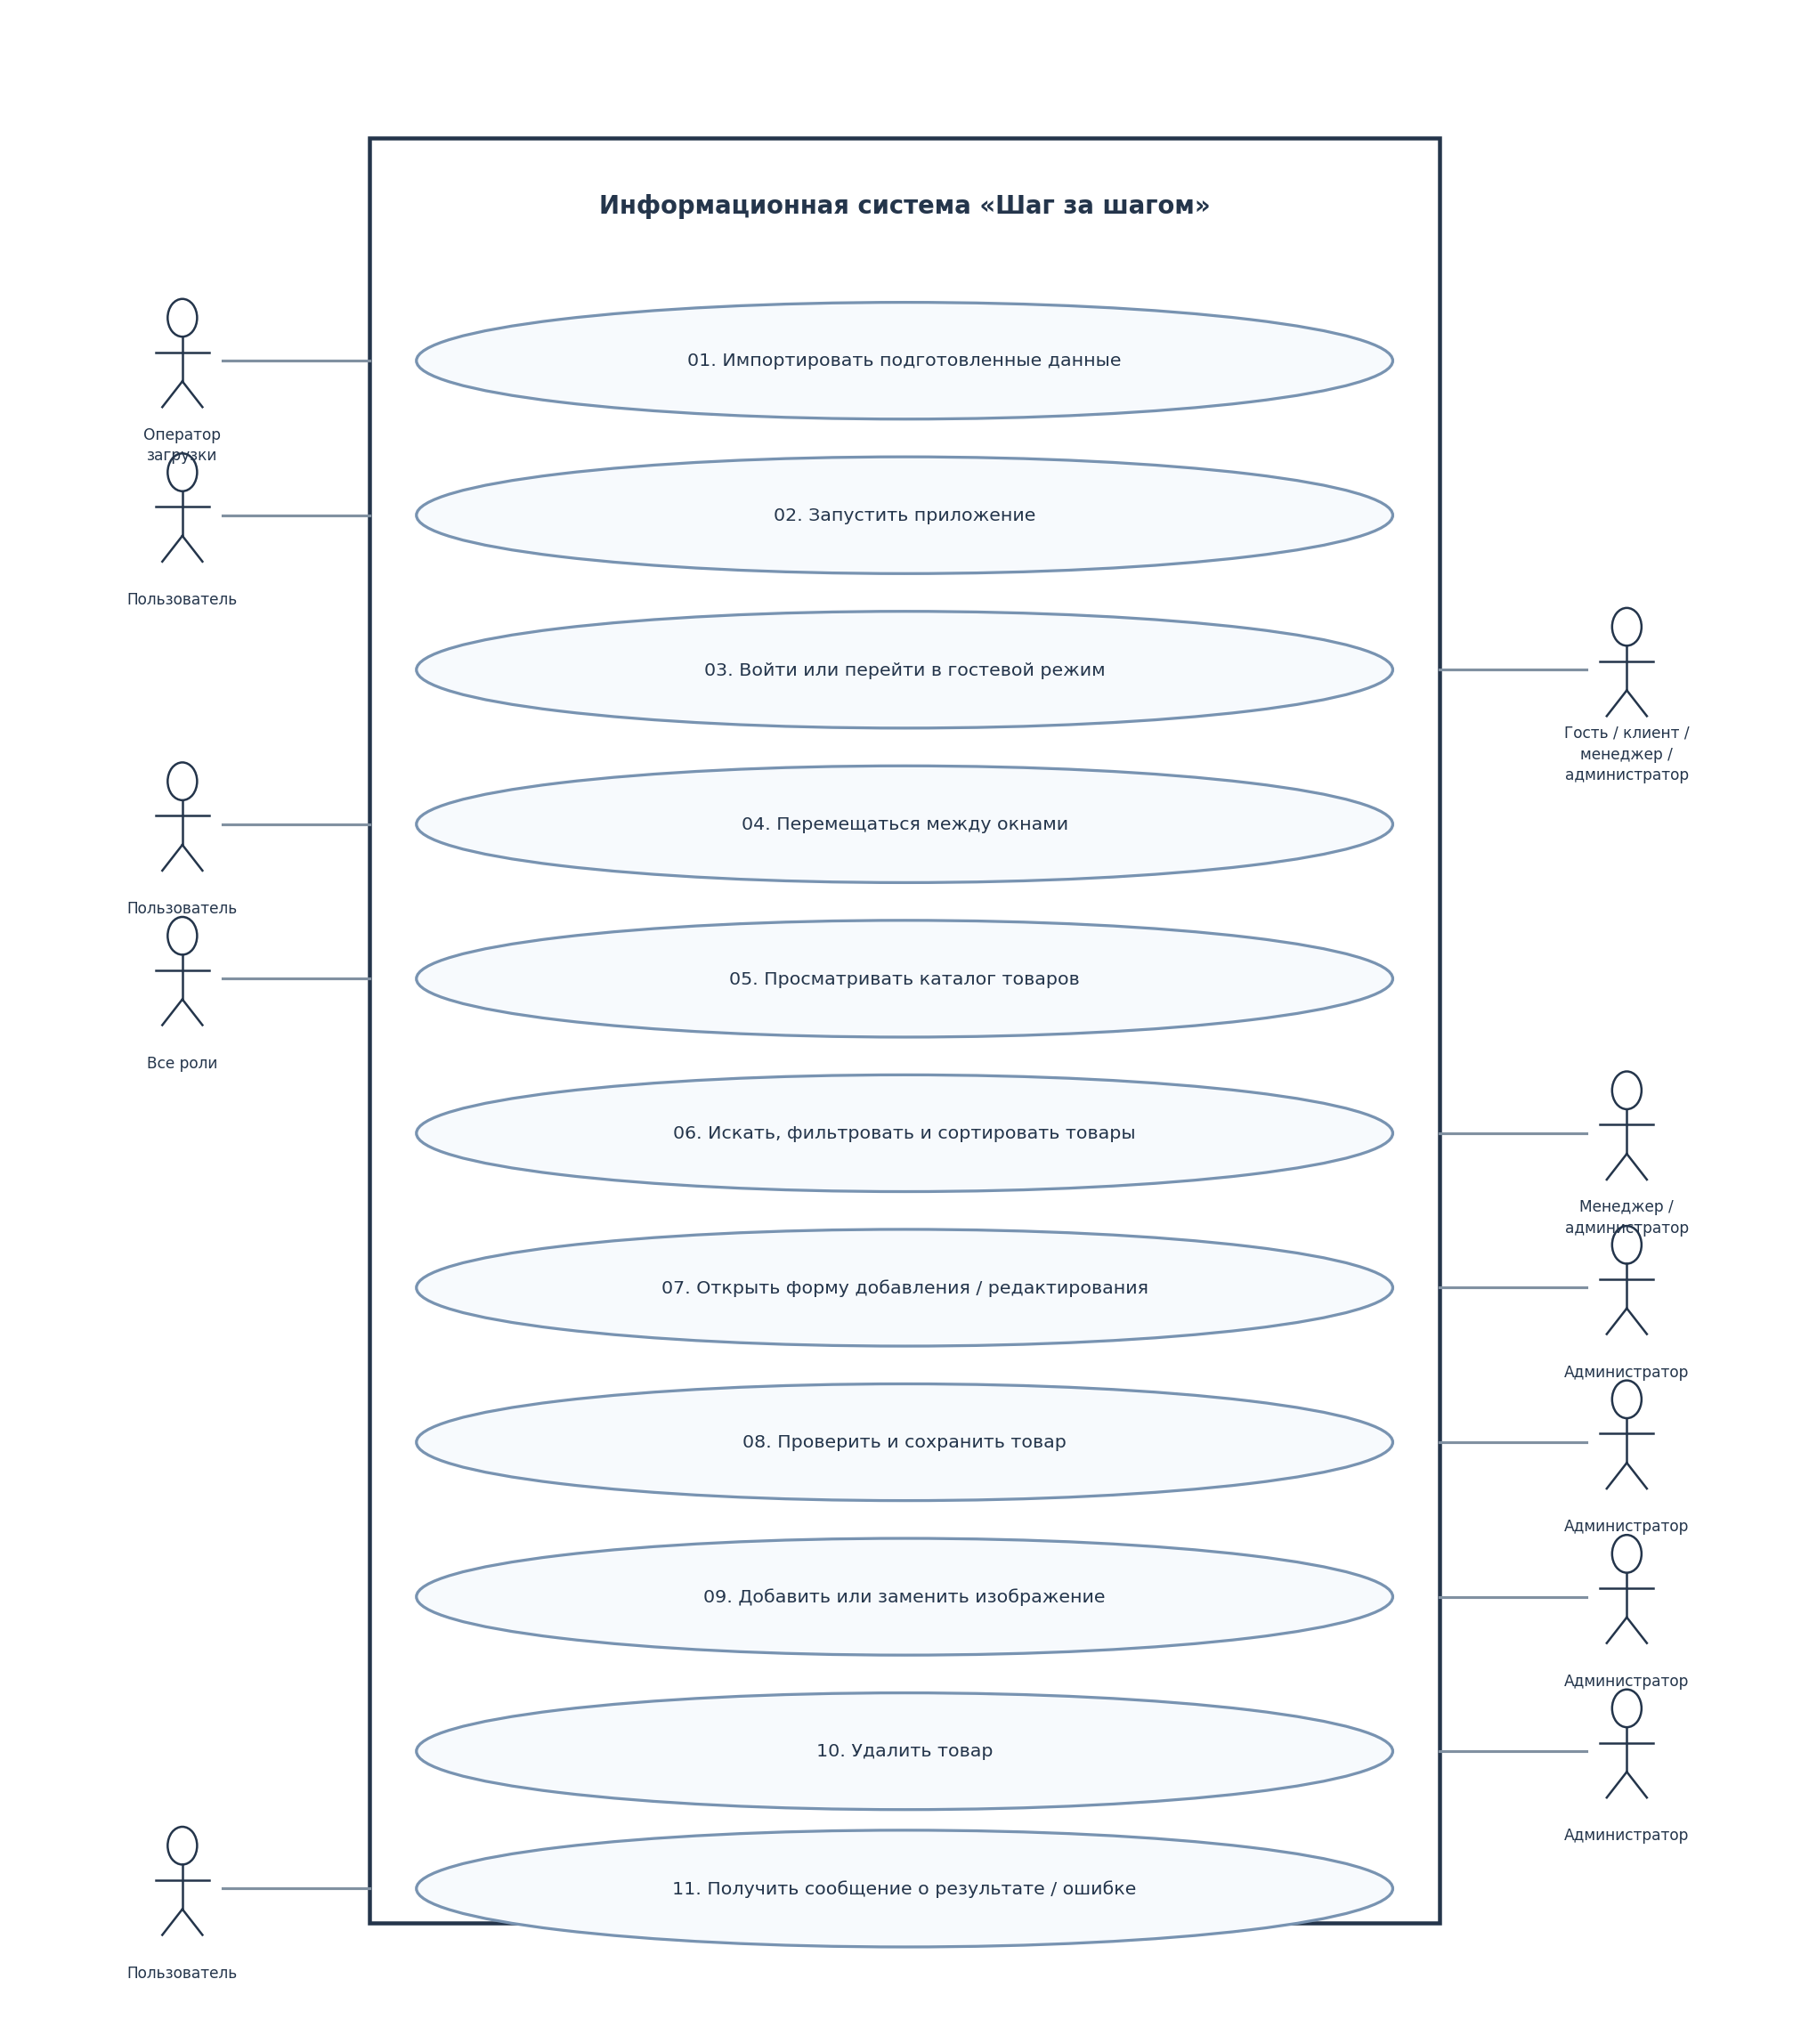 Информационная система «Шаг за шагом»
01. Импортировать подготовленные данные
Оператор
загрузки
02. Запустить приложение
Пользователь
03. Войти или перейти в гостевой режим
Гость / клиент /
менеджер /
администратор
04. Перемещаться между окнами
Пользователь
05. Просматривать каталог товаров
Все роли
06. Искать, фильтровать и сортировать товары
Менеджер /
администратор
07. Открыть форму добавления / редактирования
Администратор
08. Проверить и сохранить товар
Администратор
09. Добавить или заменить изображение
Администратор
10. Удалить товар
Администратор
11. Получить сообщение о результате / ошибке
Пользователь